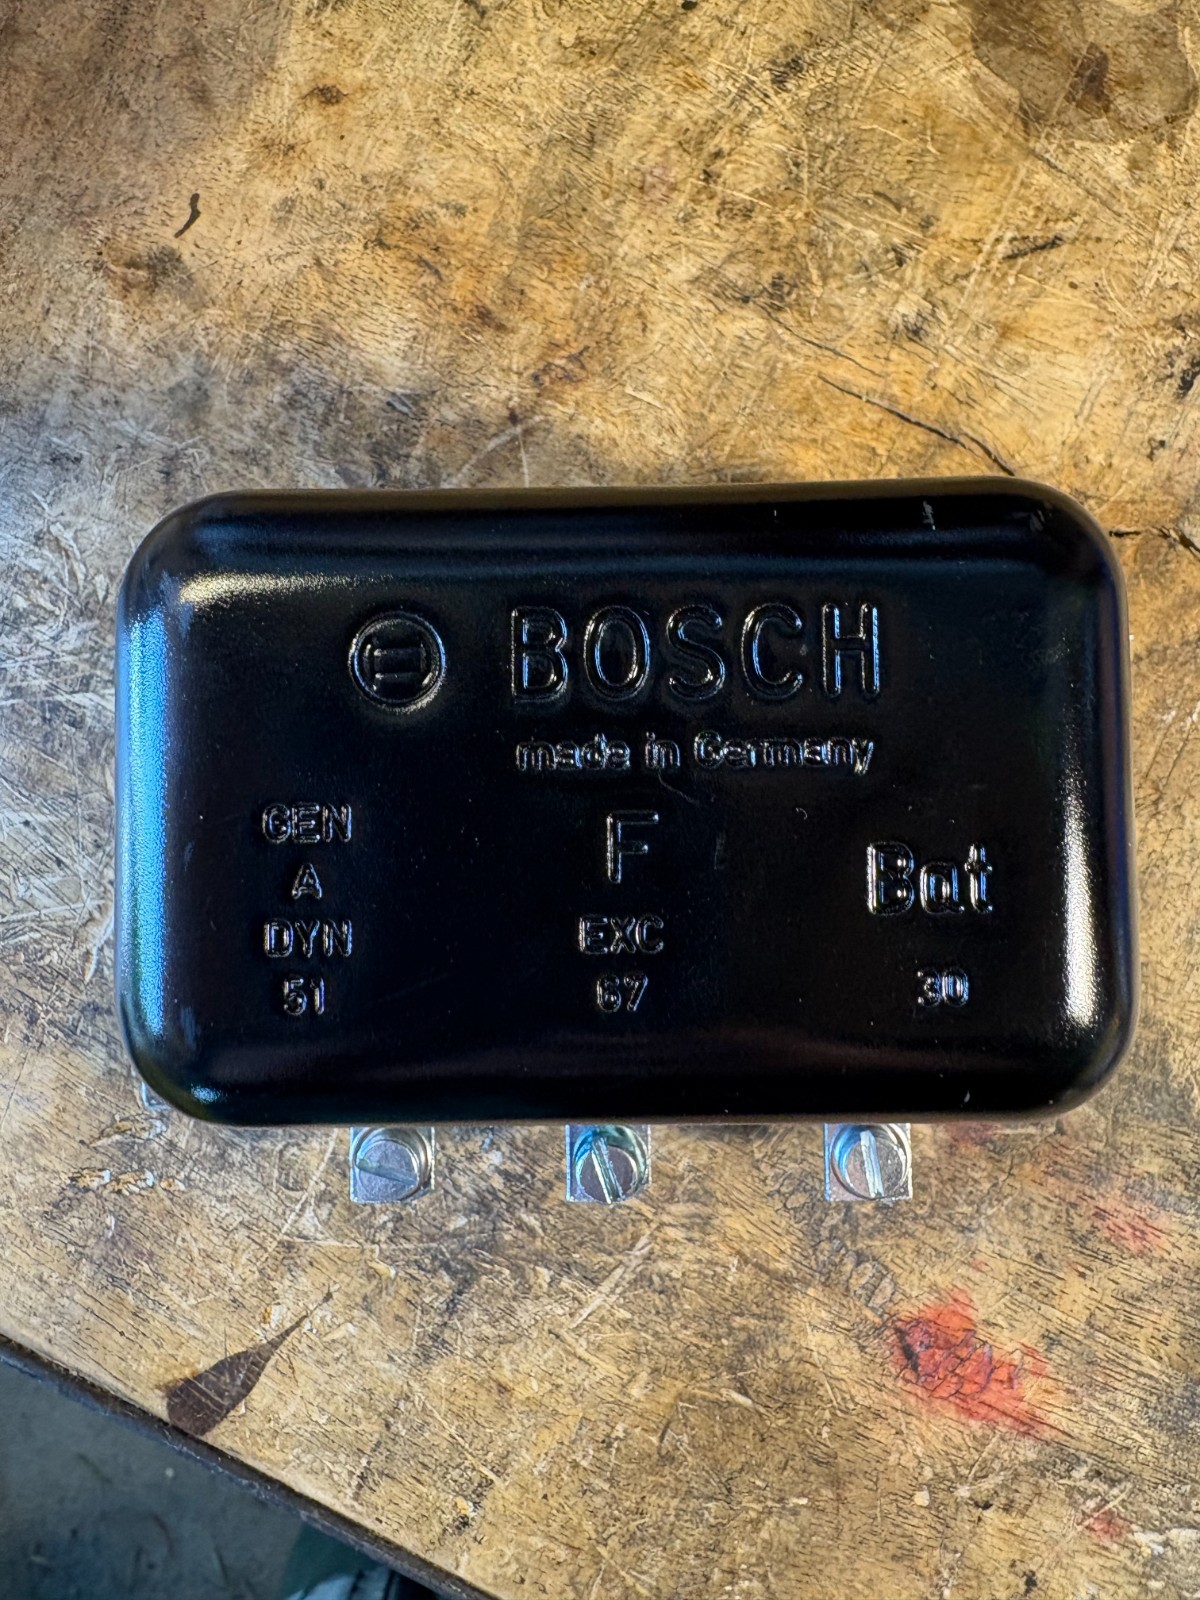 BOSCH
made in Germany
GEN F Bat
A
DYN EXC
51 67 30